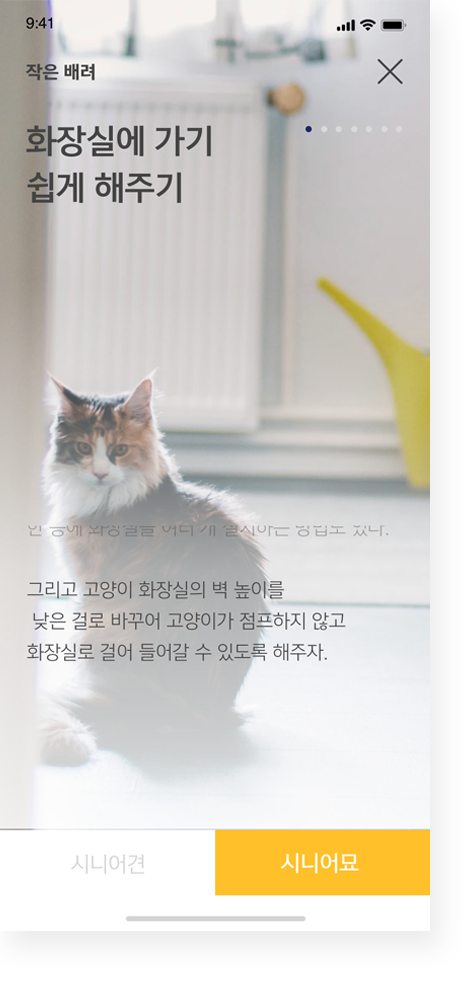 9:41
작은 배려
화장실에 가기
쉽게 해주기
그리고 고양이 화장실의 벽 높이를
낮은 걸로 바꾸어 고양이가 점프하지 않고
화장실로 걸어 들어갈 수 있도록 해주자.
시니어견
시니어묘